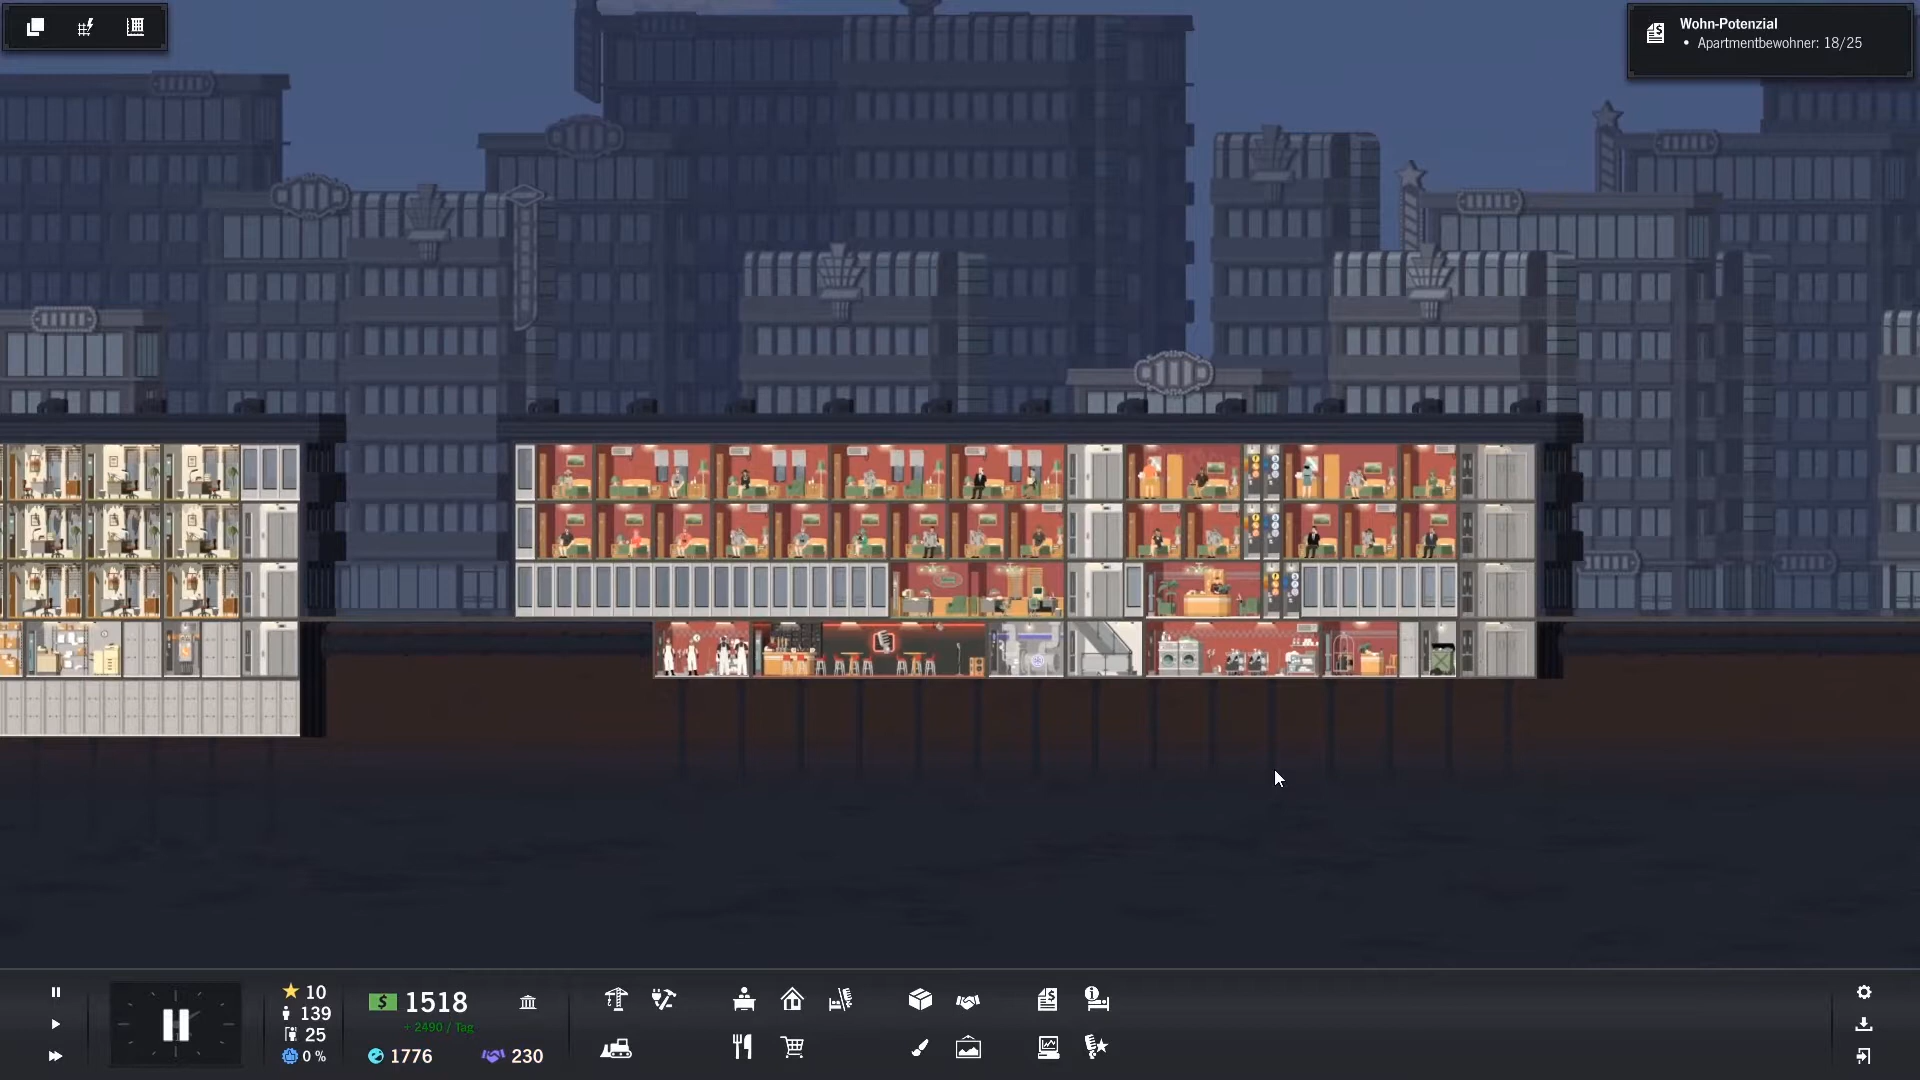 Wohn-Potenzial
• Apartmentbewohner: 18/25
10
139
25
0 %
$ 1518
+ 2490 / Tag
1776
230